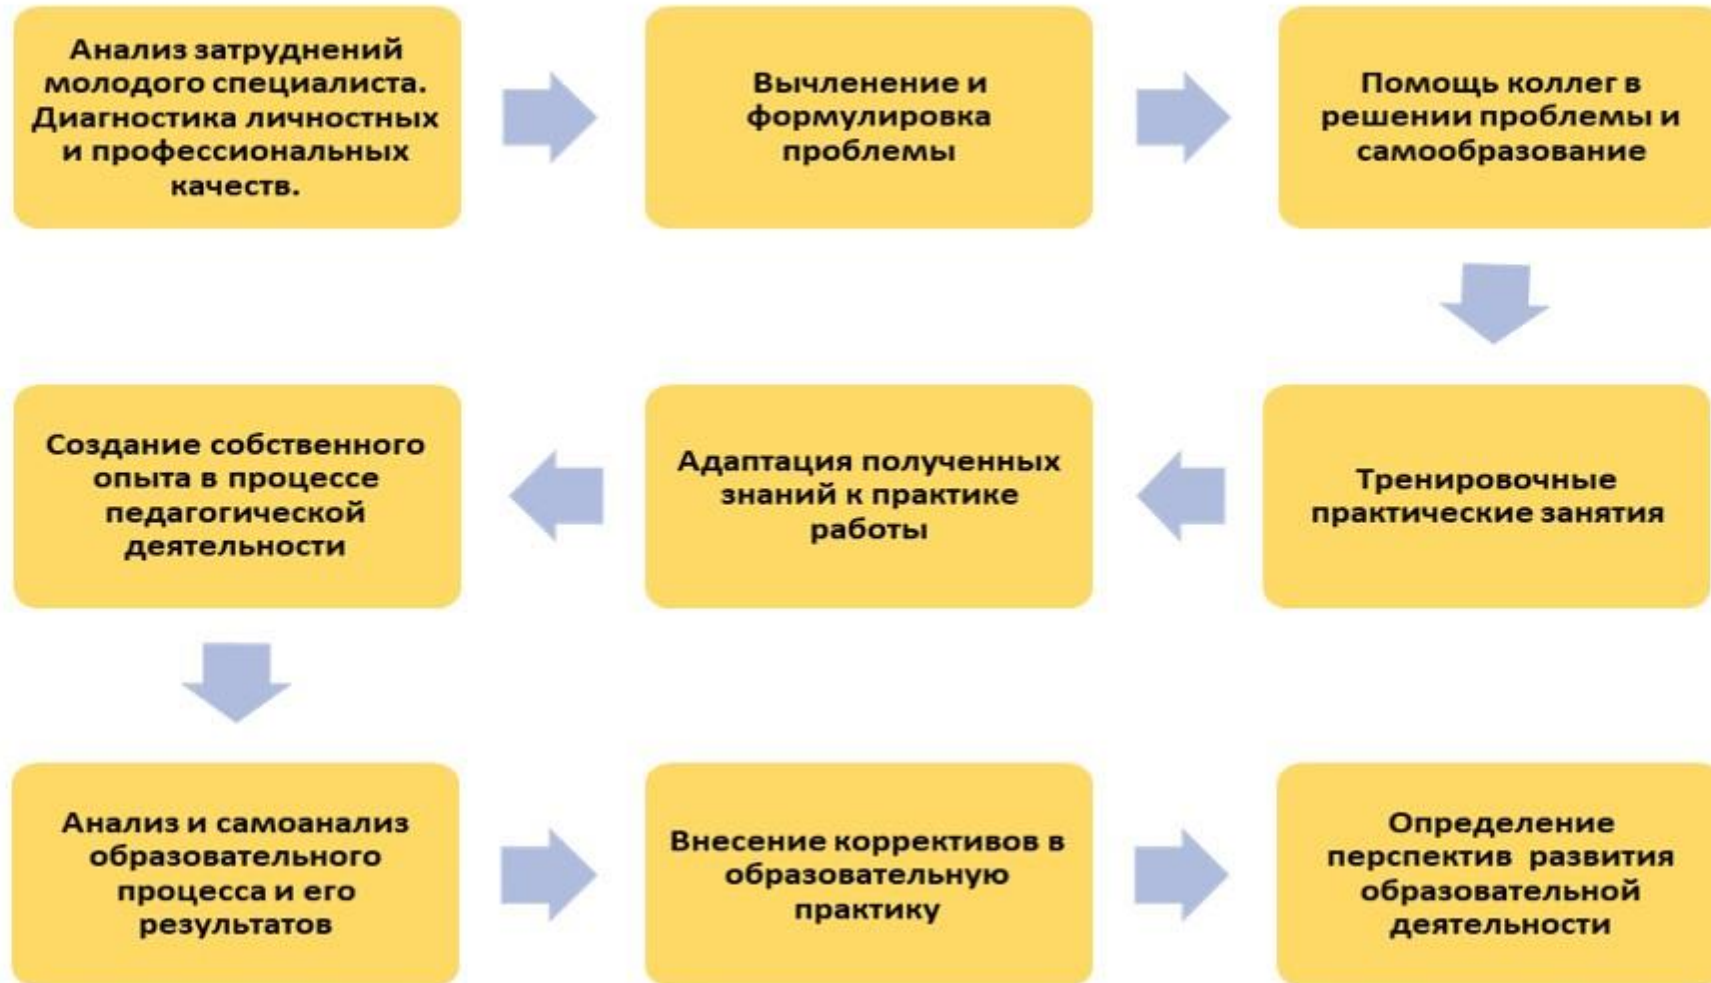 Анализ затруднений
молодого специалиста.
Диагностика личностных
и профессиональных
качеств.
Вычленение и
формулировка
проблемы
Помощь коллег в
решении проблемы и
самообразование
Тренировочные
практические занятия
Адаптация полученных
знаний к практике
работы
Создание собственного
опыта в процессе
педагогической
деятельности
Анализ и самоанализ
образовательного
процесса и его
результатов
Внесение коррективов в
образовательную
практику
Определение
перспектив развития
образовательной
деятельности